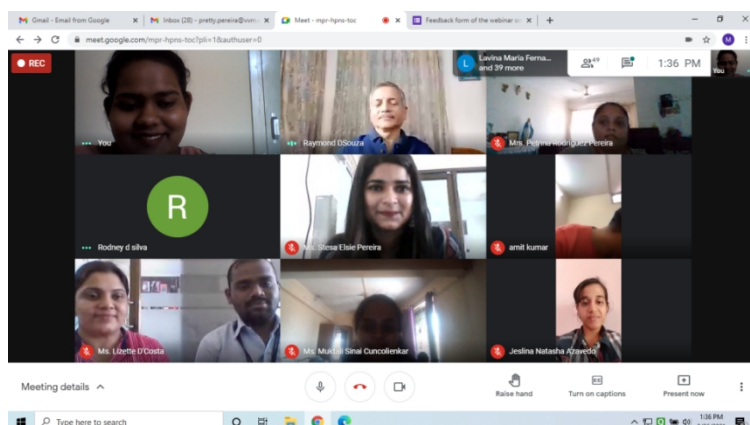 Gmail - Email from Google
Inbox (28) - pretty.pereira@vvm.
Meet - mpr-hpns-toc
Feedback form of the webinar
meet.google.com/mpr-hpns-toc?pli=1&authuser=0
M
REC
L
Lavina Maria Ferna...
and 39 more
49
1:36 PM
You
You
Raymond DSouza
Mrs. Petrina Rodriguez Pereira
R
Rodney d silva
Ms. Stesa Elsie Pereira
amit kumar
Ms. Lizette D'Costa
Ms. Muktali Sinai Cuncolienkar
Jeslina Natasha Azavedo
Meeting details
Raise hand
Turn on captions
Present now
Type here to search
1:36 PM